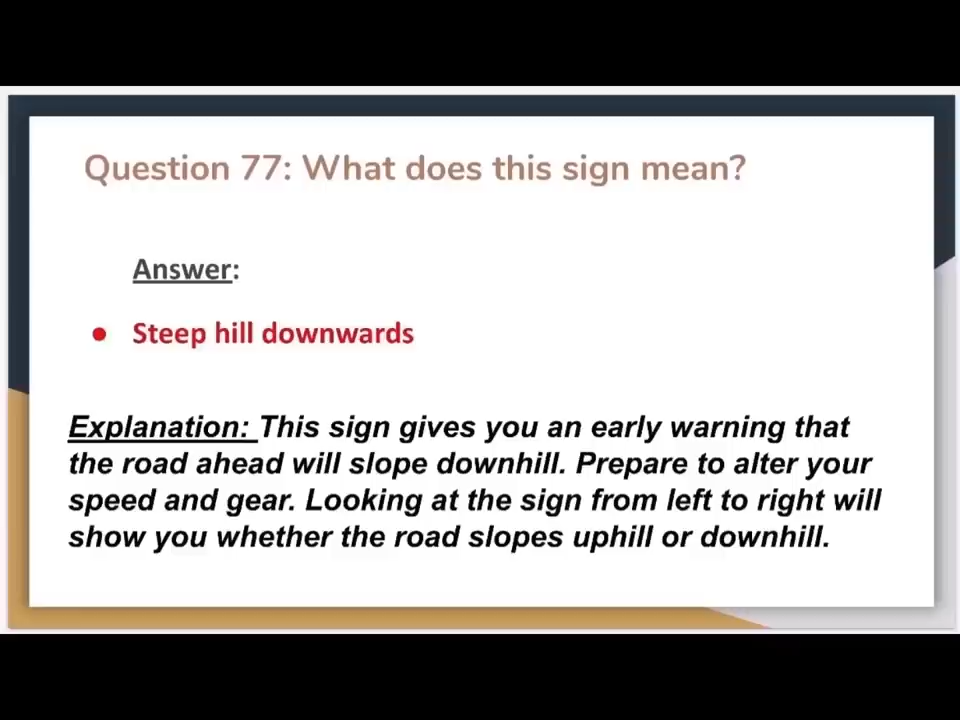 Question 77: What does this sign mean?
Answer:
● Steep hill downwards
Explanation: This sign gives you an early warning that
the road ahead will slope downhill. Prepare to alter your
speed and gear. Looking at the sign from left to right will
show you whether the road slopes uphill or downhill.